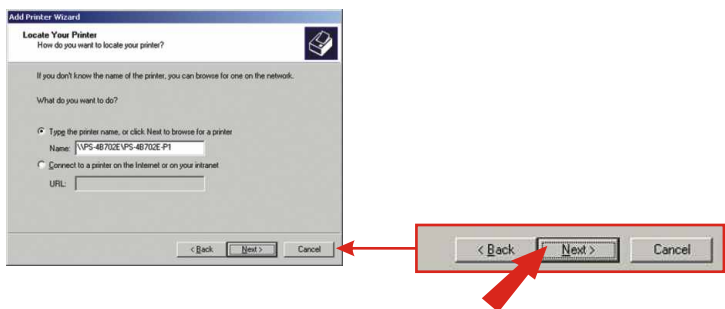 Add Printer Wizard
Locate Your Printer
How do you want to locate your printer?
If you don't know the name of the printer, you can browse for one on the network.
What do you want to do?
Type the printer name, or click Next to browse for a printer
Name: \\PS-4B702E\PS-4B702E-P1
Connect to a printer on the Internet or on your intranet
URL:
< Back Next > Cancel
< Back Next > Cancel